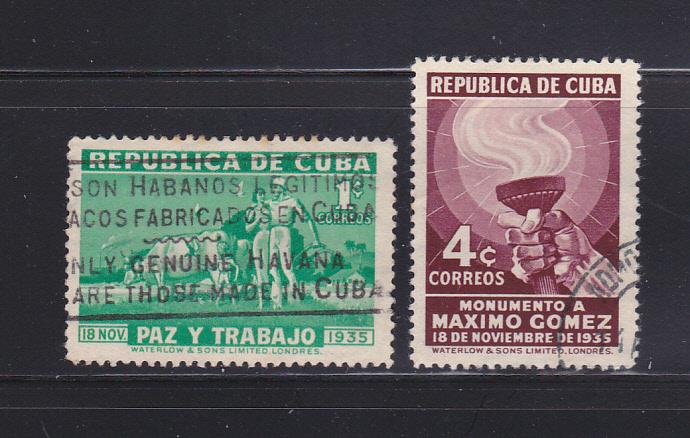 REPUBLICA DE CUBA
SON HABANOS LEGITIMO
ACOS FABRICADOS EN CUBA
CORREOS
NLY GENUINE HAVANA
ARE THOSE MADE IN CUBA
18 NOV. PAZ Y TRABAJO 1935
WATERLOW & SONS LIMITED. LONDRES.
REPUBLICA DE CUBA
4¢
CORREOS
MONUMENTO A
MAXIMO GOMEZ
18 DE NOVIEMBRE DE 1935
WATERLOW & SONS LIMITED, LONDRES.